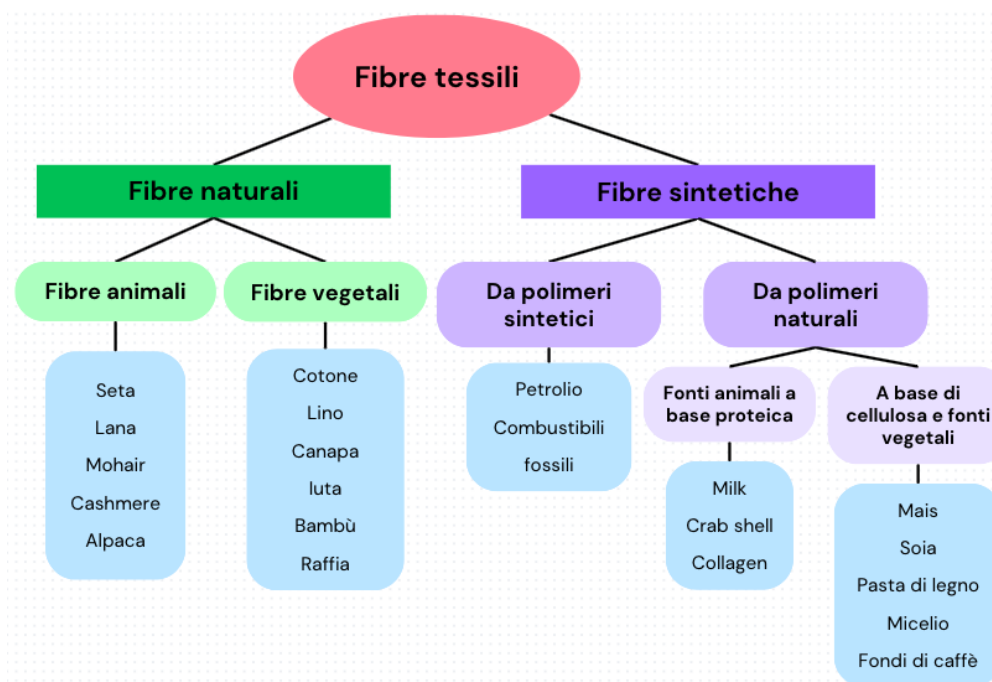 Fibre tessili
Fibre naturali
Fibre sintetiche
Fibre animali
Fibre vegetali
Da polimeri
sintetici
Da polimeri
naturali
Seta
Lana
Mohair
Cashmere
Alpaca
Cotone
Lino
Canapa
Iuta
Bambù
Raffia
Petrolio
Combustibili
fossili
Fonti animali a
base proteica
A base di
cellulosa e fonti
vegetali
Milk
Crab shell
Collagen
Mais
Soia
Pasta di legno
Micelio
Fondi di caffè